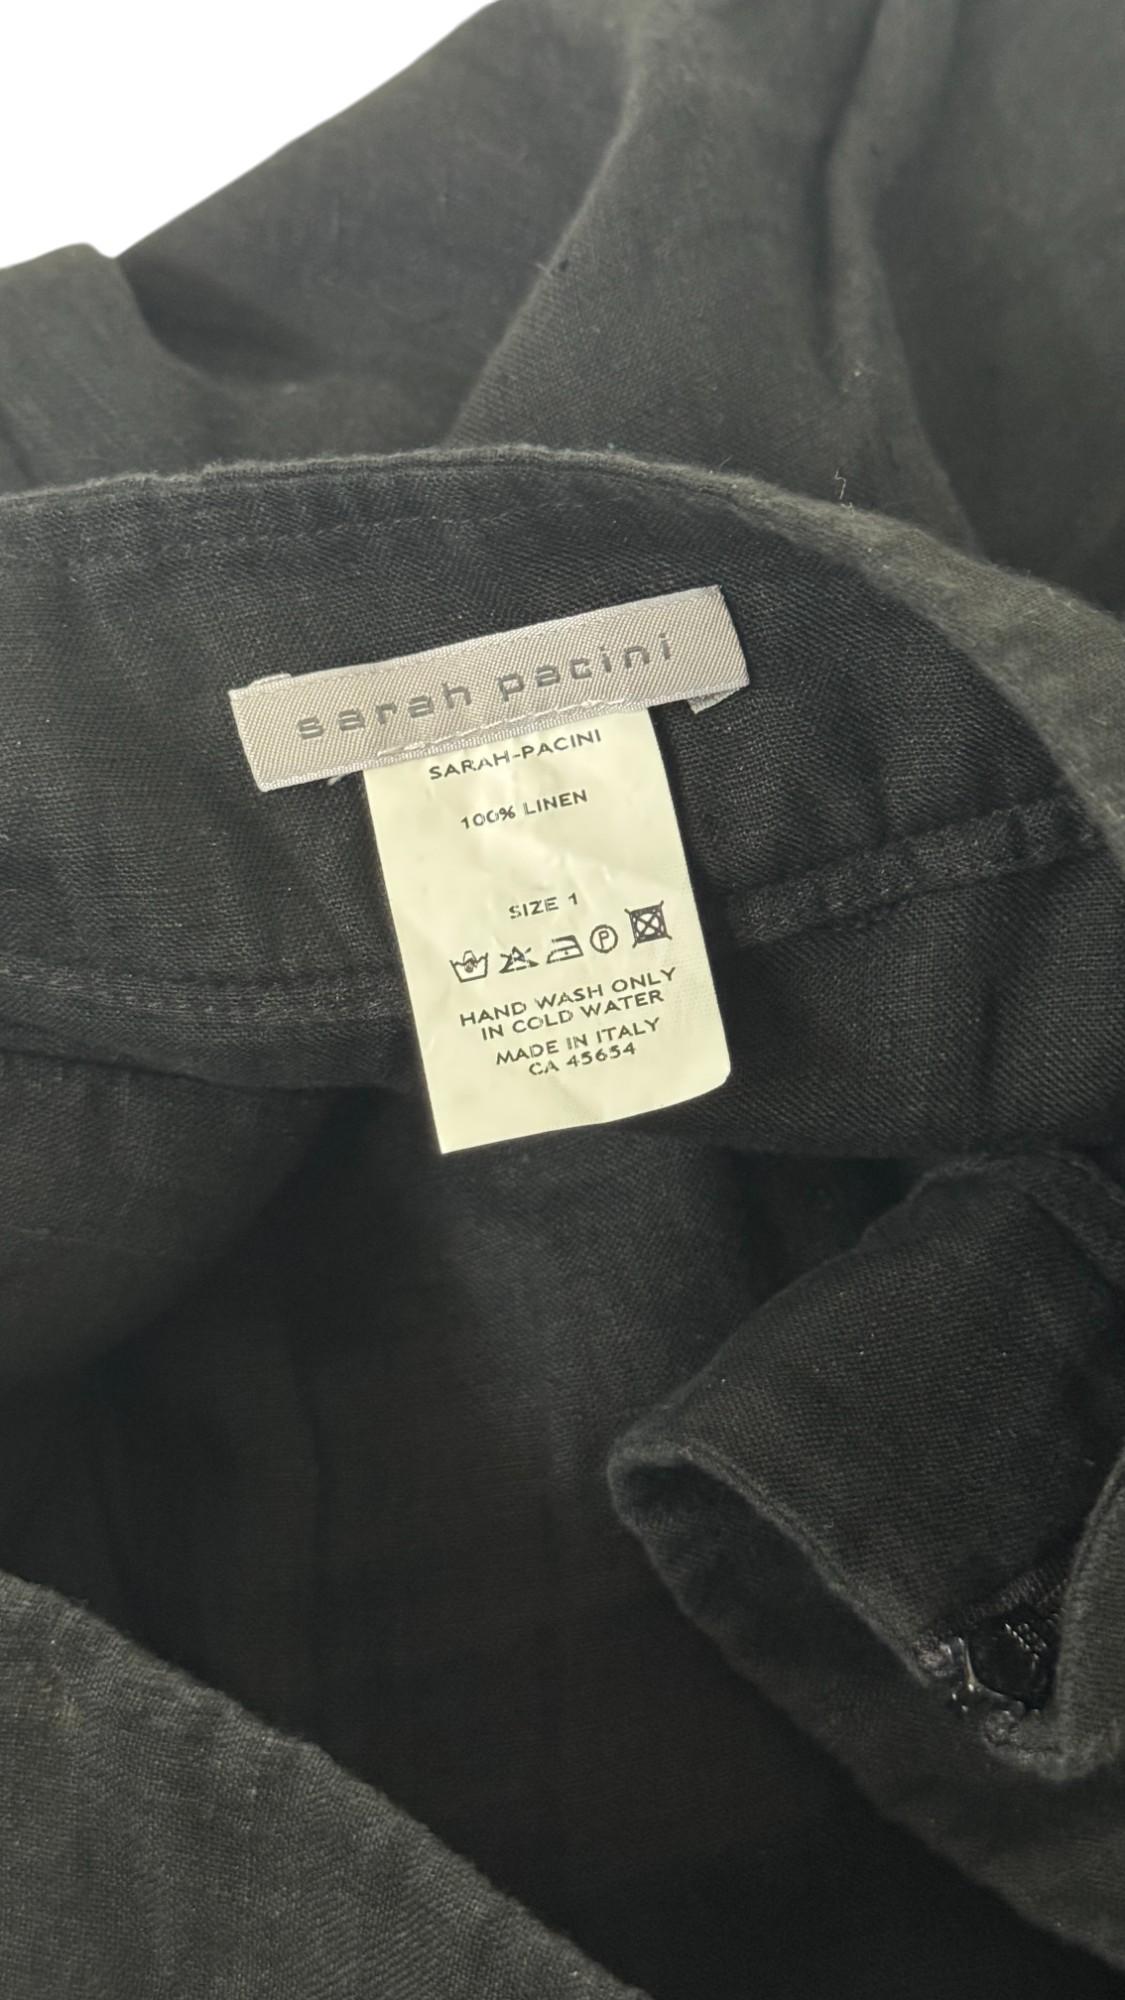 sarah pacini
SARAH-PACINI
100% LINEN
SIZE 1
P
HAND WASH ONLY
IN COLD WATER
MADE IN ITALY
CA 45654